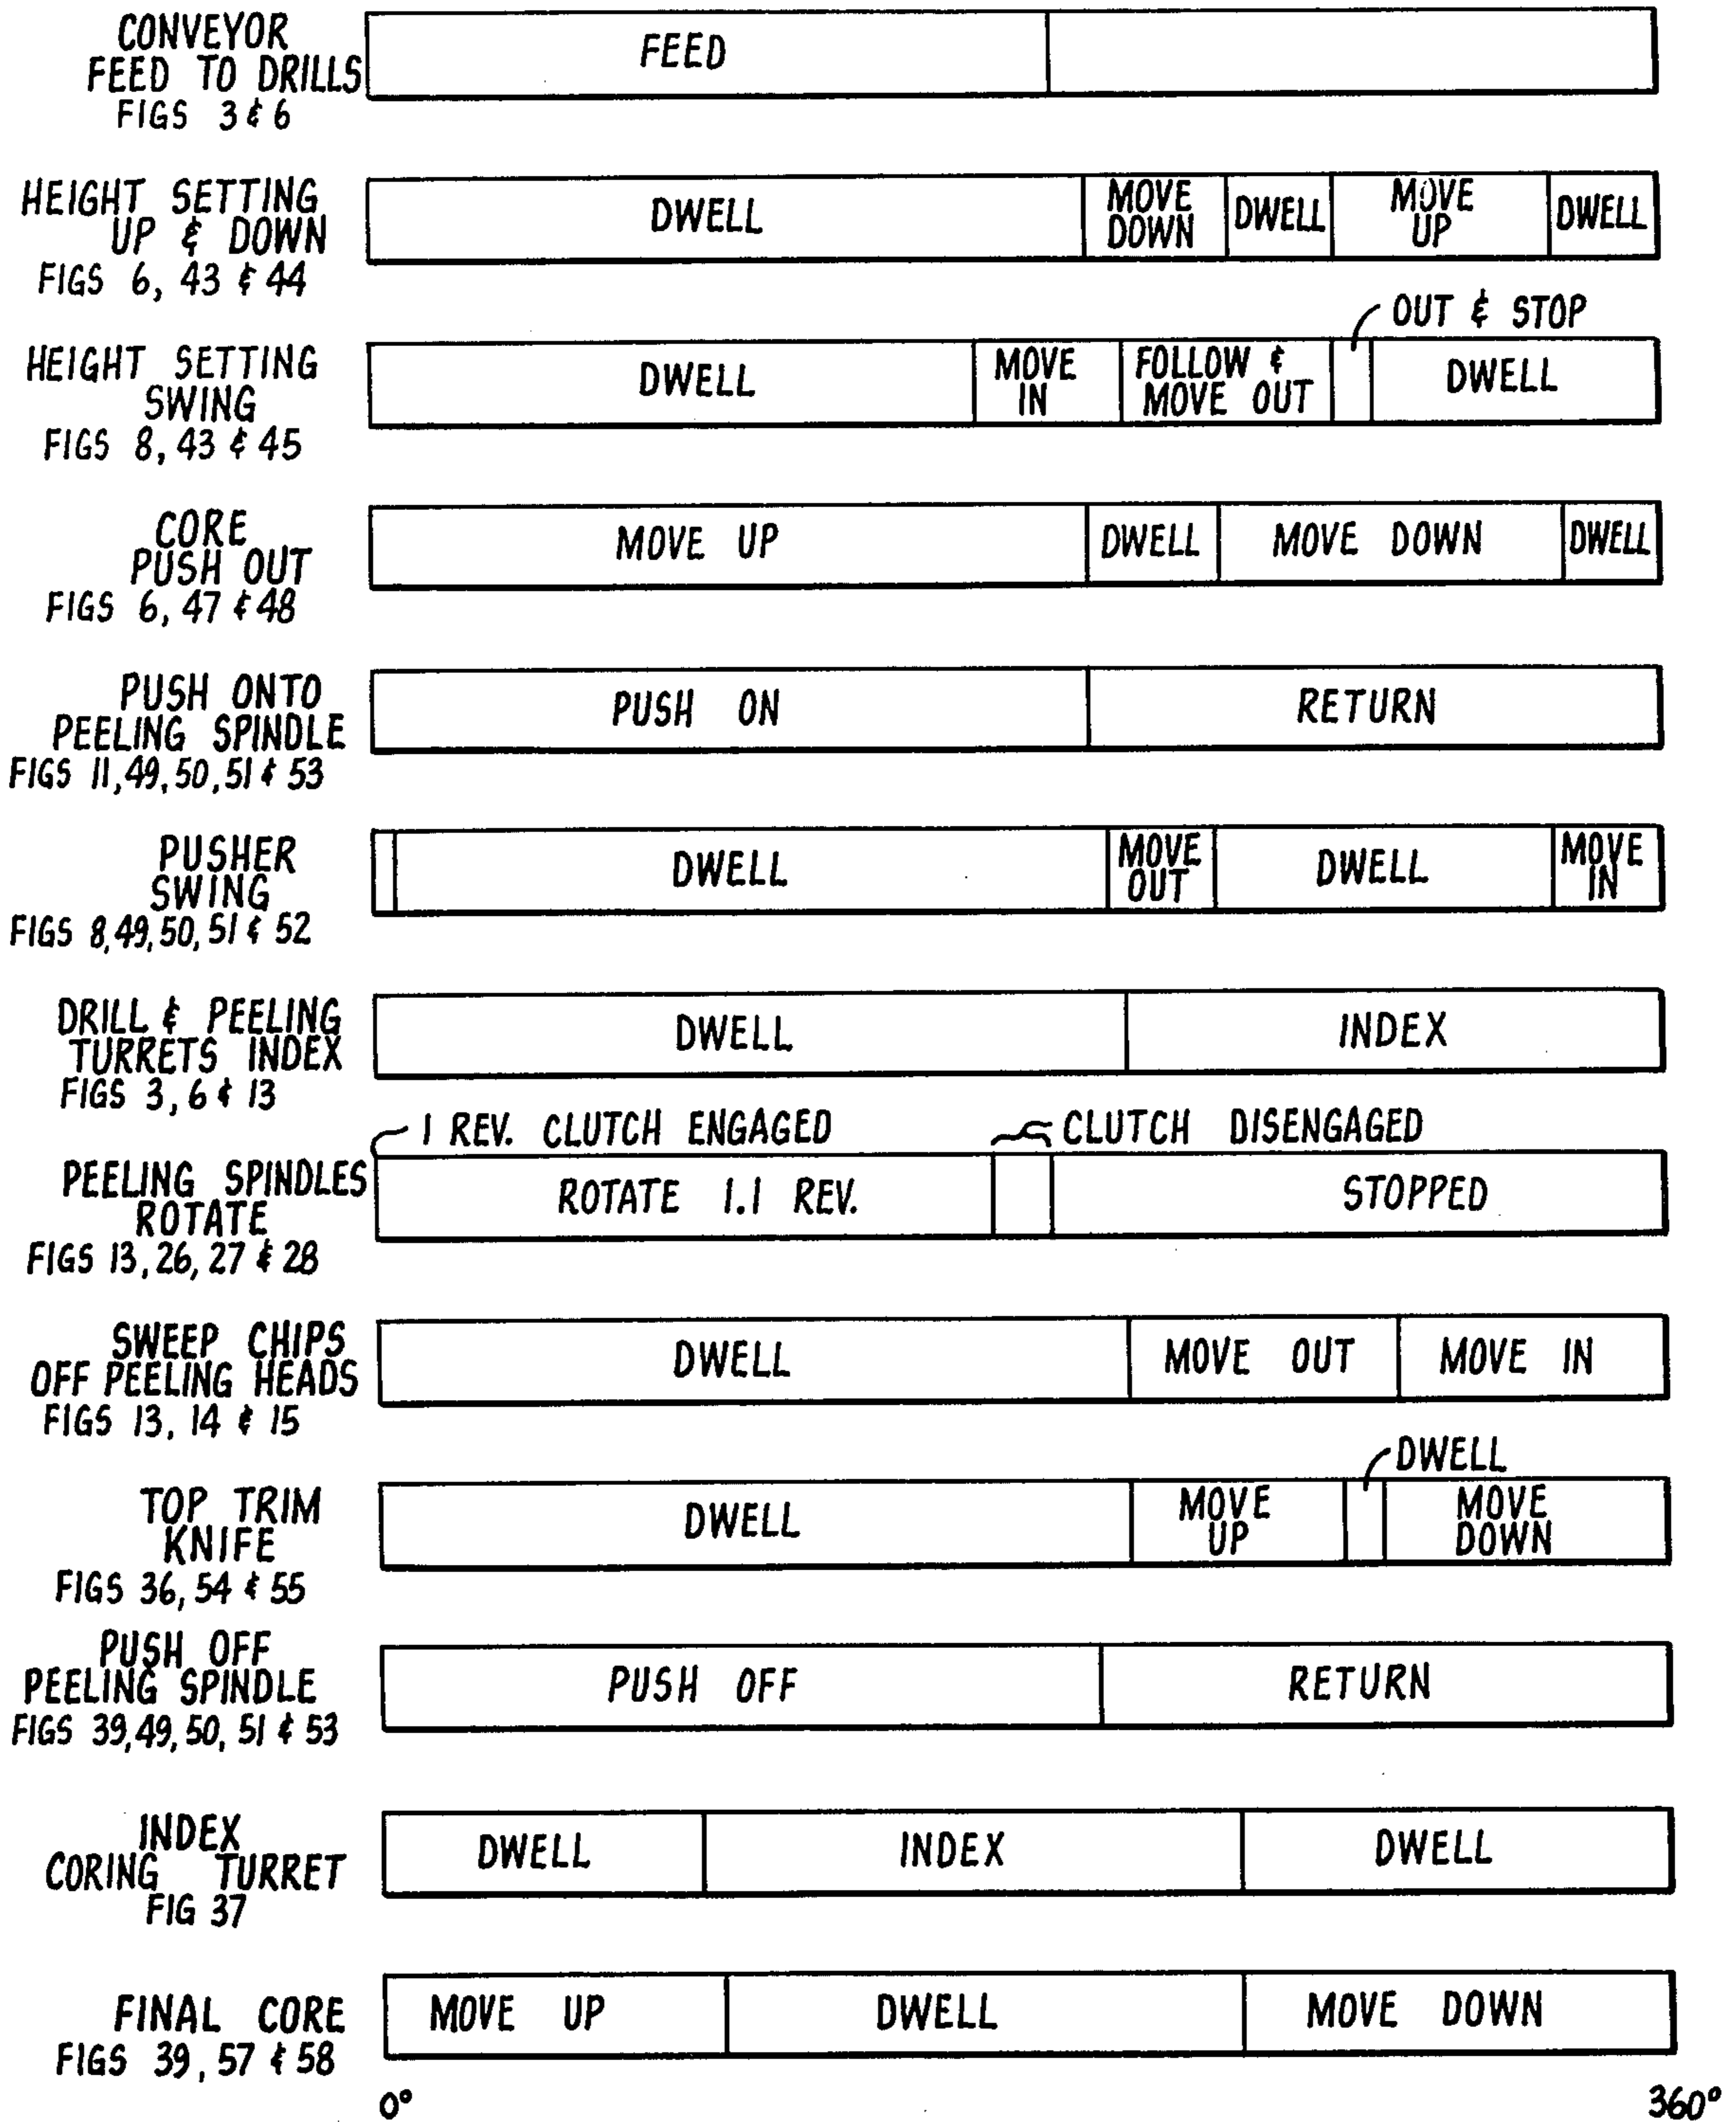 CONVEYOR
FEED TO DRILLS
FIGS 3 & 6
FEED
HEIGHT SETTING
UP & DOWN
FIGS 6, 43 & 44
DWELL
MOVE
DOWN
DWELL
MOVE
UP
DWELL
OUT & STOP
HEIGHT SETTING
SWING
FIGS 8, 43 & 45
DWELL
MOVE
IN
FOLLOW &
MOVE OUT
DWELL
CORE
PUSH OUT
FIGS 6, 47 & 48
MOVE UP
DWELL
MOVE DOWN
DWELL
PUSH ONTO
PEELING SPINDLE
FIGS 11, 49, 50, 51 & 53
PUSH ON
RETURN
PUSHER
SWING
FIGS 8, 49, 50, 51 & 52
DWELL
MOVE
OUT
DWELL
MOVE
IN
DRILL & PEELING
TURRETS INDEX
FIGS 3, 6 & 13
DWELL
INDEX
1 REV. CLUTCH ENGAGED
CLUTCH DISENGAGED
PEELING SPINDLES
ROTATE
FIGS 13, 26, 27 & 28
ROTATE 1.1 REV.
STOPPED
SWEEP CHIPS
OFF PEELING HEADS
FIGS 13, 14 & 15
DWELL
MOVE OUT
MOVE IN
DWELL
TOP TRIM
KNIFE
FIGS 36, 54 & 55
DWELL
MOVE
UP
MOVE
DOWN
PUSH OFF
PEELING SPINDLE
FIGS 39, 49, 50, 51 & 53
PUSH OFF
RETURN
INDEX
CORING TURRET
FIG 37
DWELL
INDEX
DWELL
FINAL CORE
FIGS 39, 57 & 58
MOVE UP
DWELL
MOVE DOWN
0°
360°